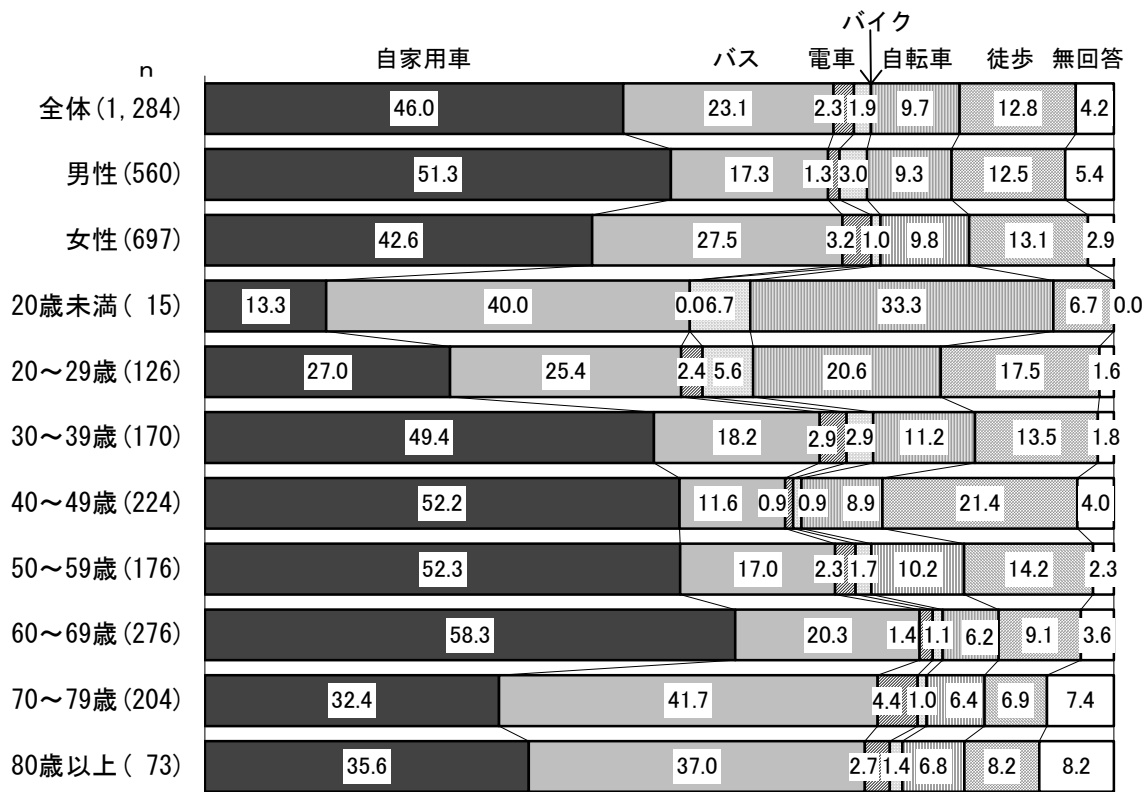 バイク
自家用車 バス 電車 自転車 徒歩 無回答
n
全体(1,284) 46.0 23.1 2.3 1.9 9.7 12.8 4.2
男性(560) 51.3 17.3 1.3 3.0 9.3 12.5 5.4
女性(697) 42.6 27.5 3.2 1.0 9.8 13.1 2.9
20歳未満( 15) 13.3 40.0 0.0 6.7 33.3 6.7 0.0
20～29歳(126) 27.0 25.4 2.4 5.6 20.6 17.5 1.6
30～39歳(170) 49.4 18.2 2.9 2.9 11.2 13.5 1.8
40～49歳(224) 52.2 11.6 0.9 0.9 8.9 21.4 4.0
50～59歳(176) 52.3 17.0 2.3 1.7 10.2 14.2 2.3
60～69歳(276) 58.3 20.3 1.4 1.1 6.2 9.1 3.6
70～79歳(204) 32.4 41.7 4.4 1.0 6.4 6.9 7.4
80歳以上( 73) 35.6 37.0 2.7 1.4 6.8 8.2 8.2